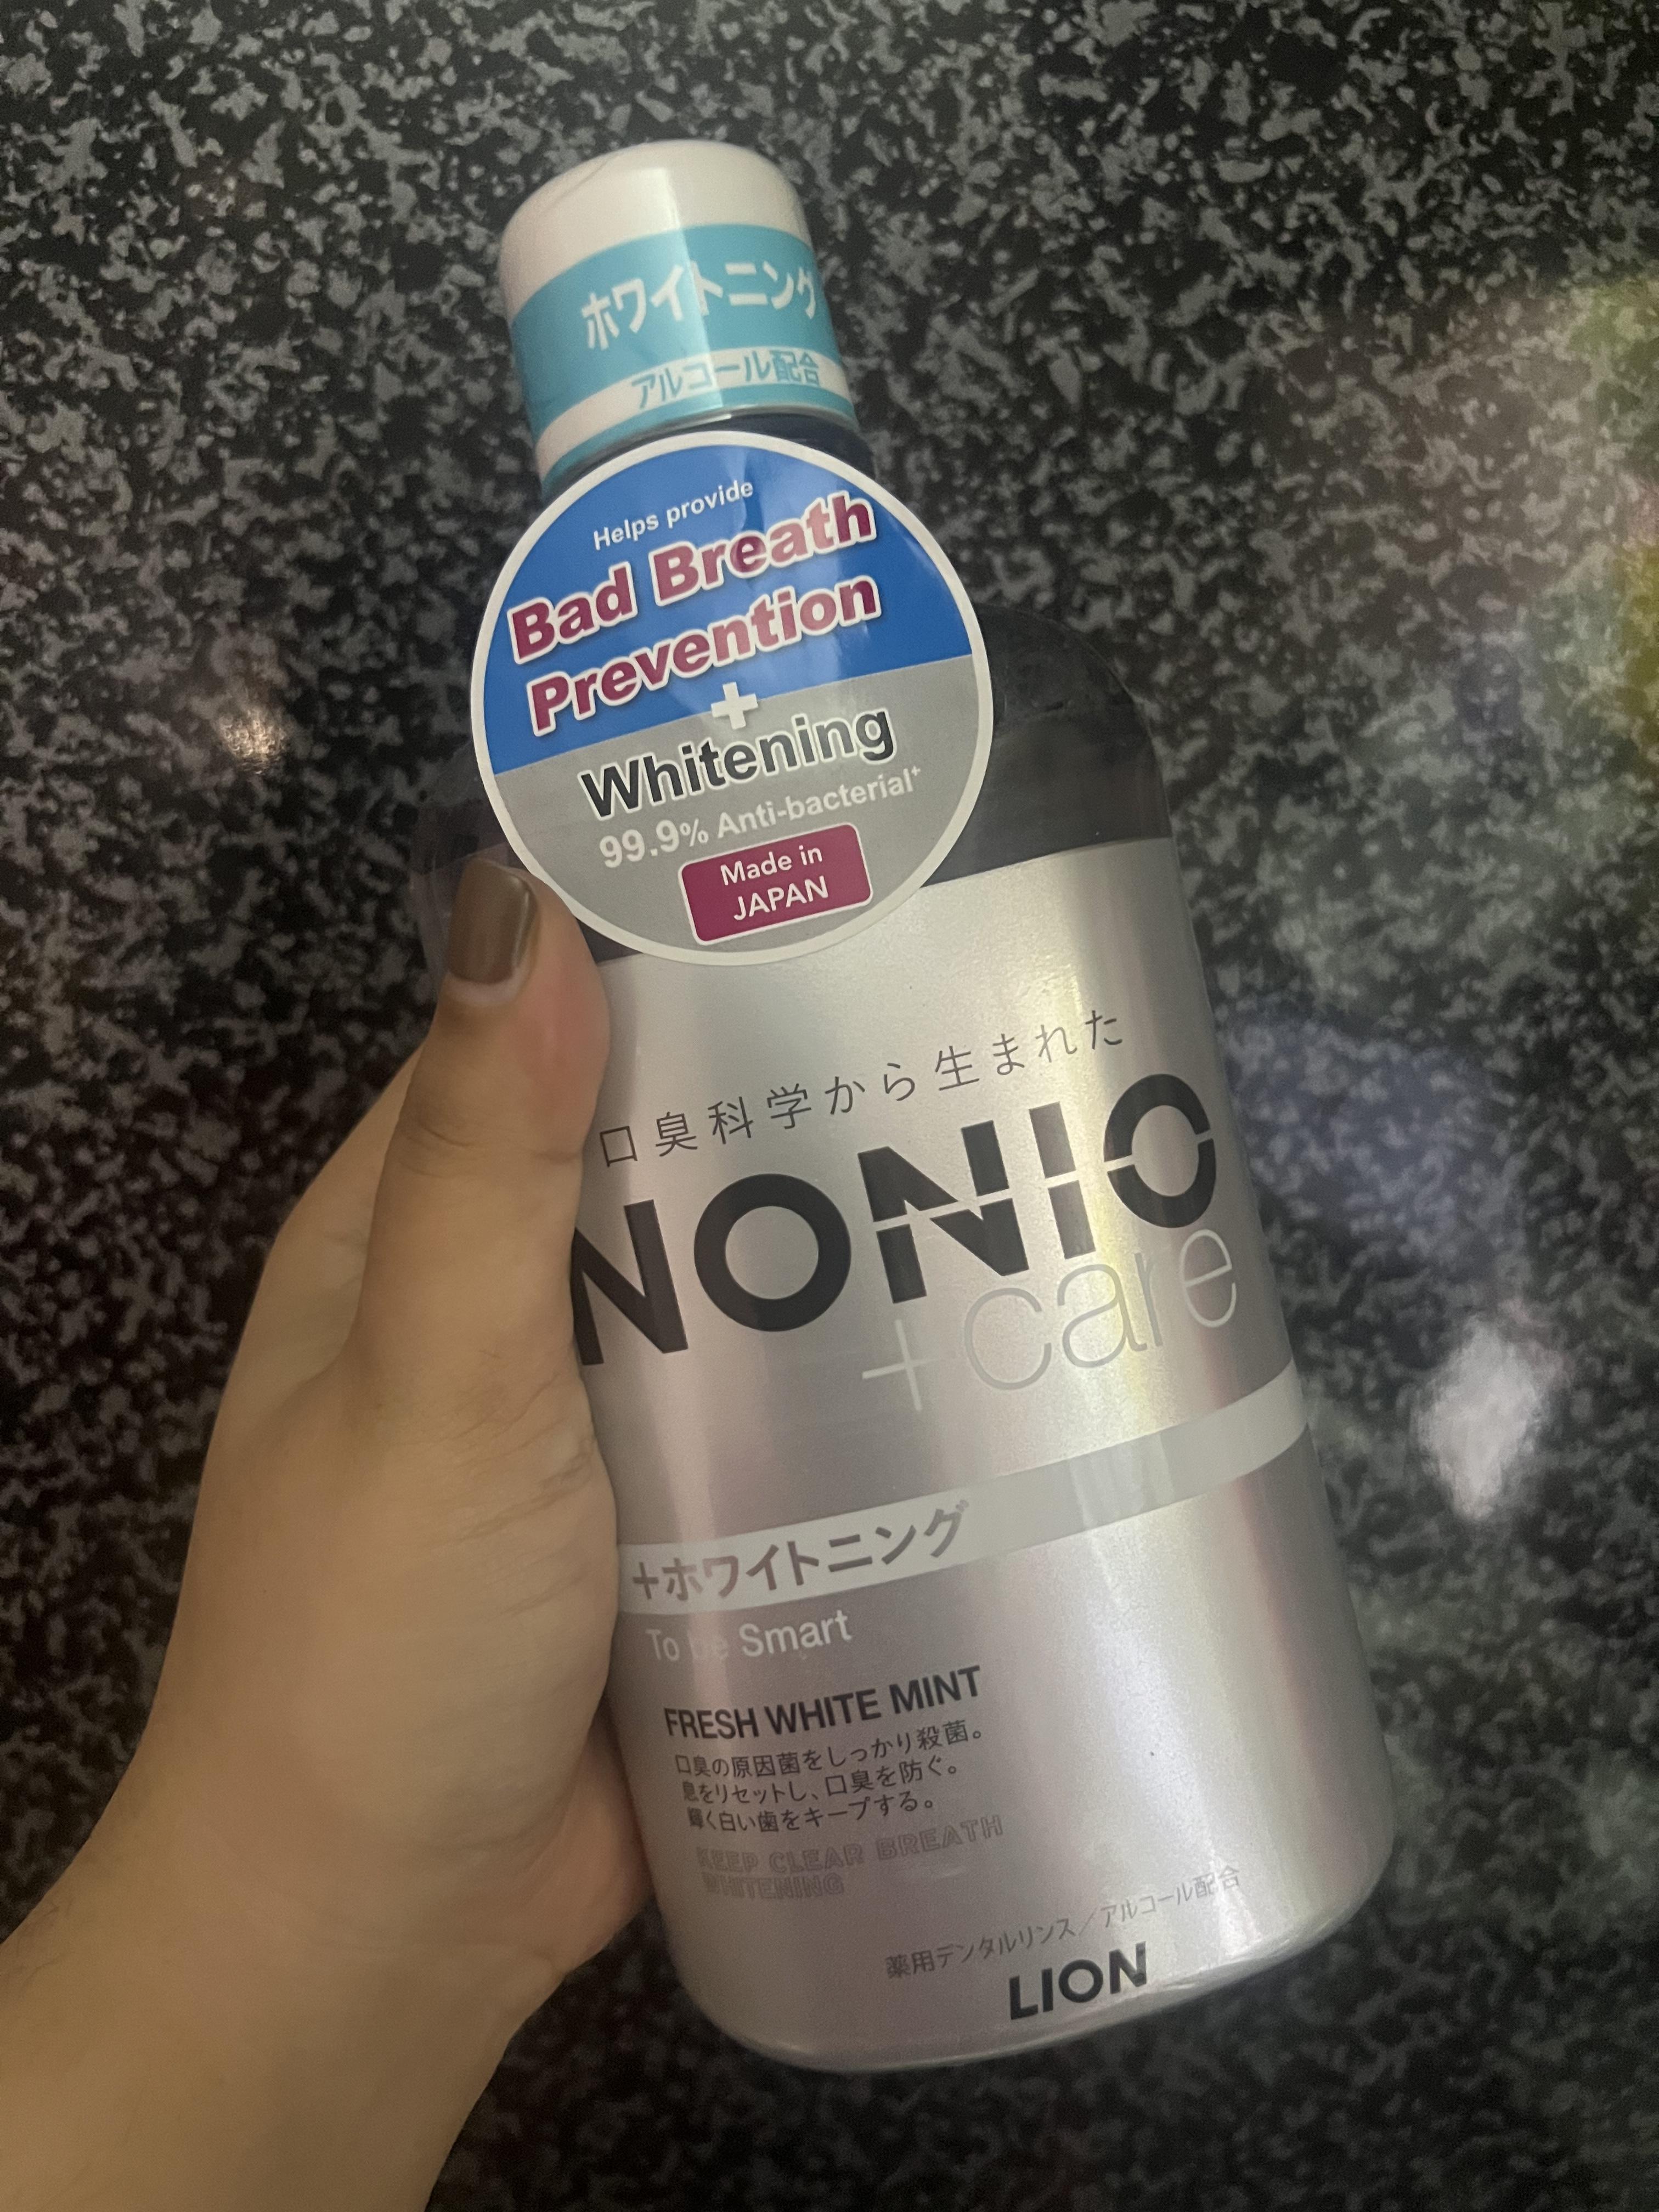 ホワイトニング
アルコール配合
Helps provide
Bad Breath
Prevention
+
Whitening
99.9% Anti-bacterial+
Made in
JAPAN
口臭科学から生まれた
NONIO
+care
+ホワイトニング
To be Smart
FRESH WHITE MINT
口臭の原因菌をしっかり殺菌。
息をリセットし、口臭を防ぐ。
輝く白い歯をキープする。
KEEP CLEAR BREATH
WHITENING
薬用デンタルリンス／アルコール配合
LION